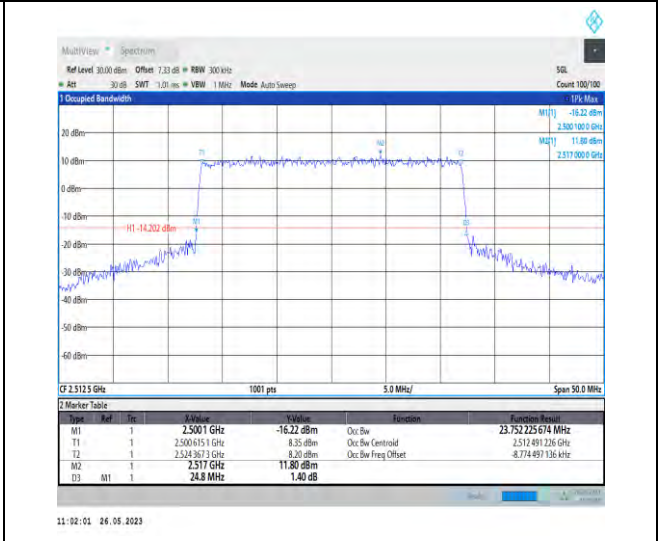 MultiView Spectrum
Ref Level 30.00 dBm Offset 7.33 dB RBW 300 kHz SGL
Att 30 dB SWT 1.01 ms VBW 1 MHz Mode Auto Sweep Count 100/100
1 Occupied Bandwidth 1Pk Max
M1[1] -16.22 dBm
2.500 100 0 GHz
M2[1] 11.80 dBm
2.517 000 0 GHz
20 dBm
T1 M2 T2
10 dBm
0 dBm
-10 dBm
M1 D3
H1 -14.202 dBm
-20 dBm
-30 dBm
-40 dBm
-50 dBm
-60 dBm
CF 2.512 5 GHz 1001 pts 5.0 MHz/ Span 50.0 MHz
2 Marker Table
Type Ref Trc X-Value Y-Value Function Function Result
M1 1 2.5001 GHz -16.22 dBm Occ Bw 23.752 225 674 MHz
T1 1 2.500 615 1 GHz 8.35 dBm Occ Bw Centroid 2.512 491 226 GHz
T2 1 2.524 367 3 GHz 8.20 dBm Occ Bw Freq Offset -8.774 497 136 kHz
M2 1 2.517 GHz 11.80 dBm
D3 M1 1 24.8 MHz 1.40 dB
11:02:01 26.05.2023